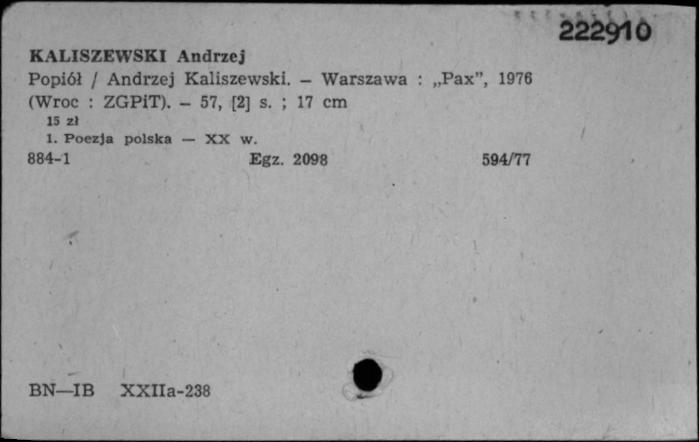 222910
KALISZEWSKI Andrzej
Popiół / Andrzej Kaliszewski. — Warszawa : „Pax”, 1976
(Wroc : ZGPiT). — 57, [2] s. ; 17 cm
15 zł
1. Poezja polska — XX w.
884-1 Egz. 2098 594/77
BN—IB XXIIa-238